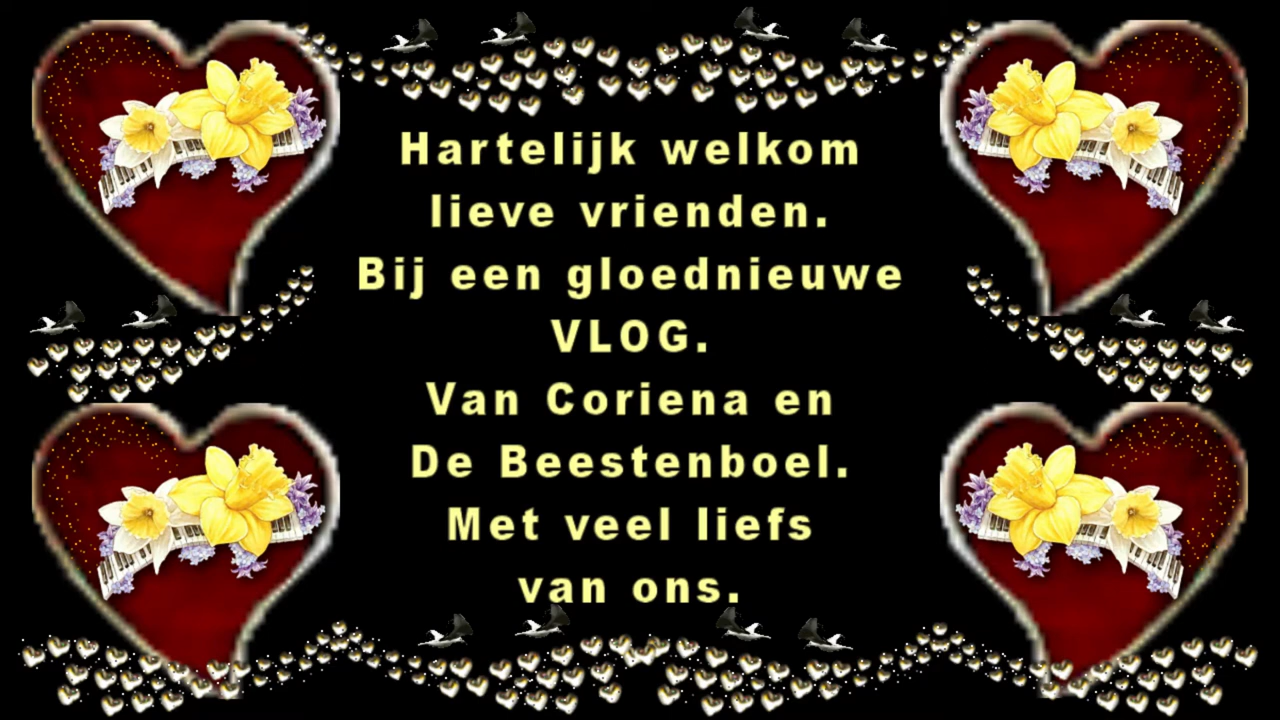 Hartelijk welkom
lieve vrienden.
Bij een gloednieuwe
VLOG.
Van Coriena en
De Beestenboel.
Met veel liefs
van ons.